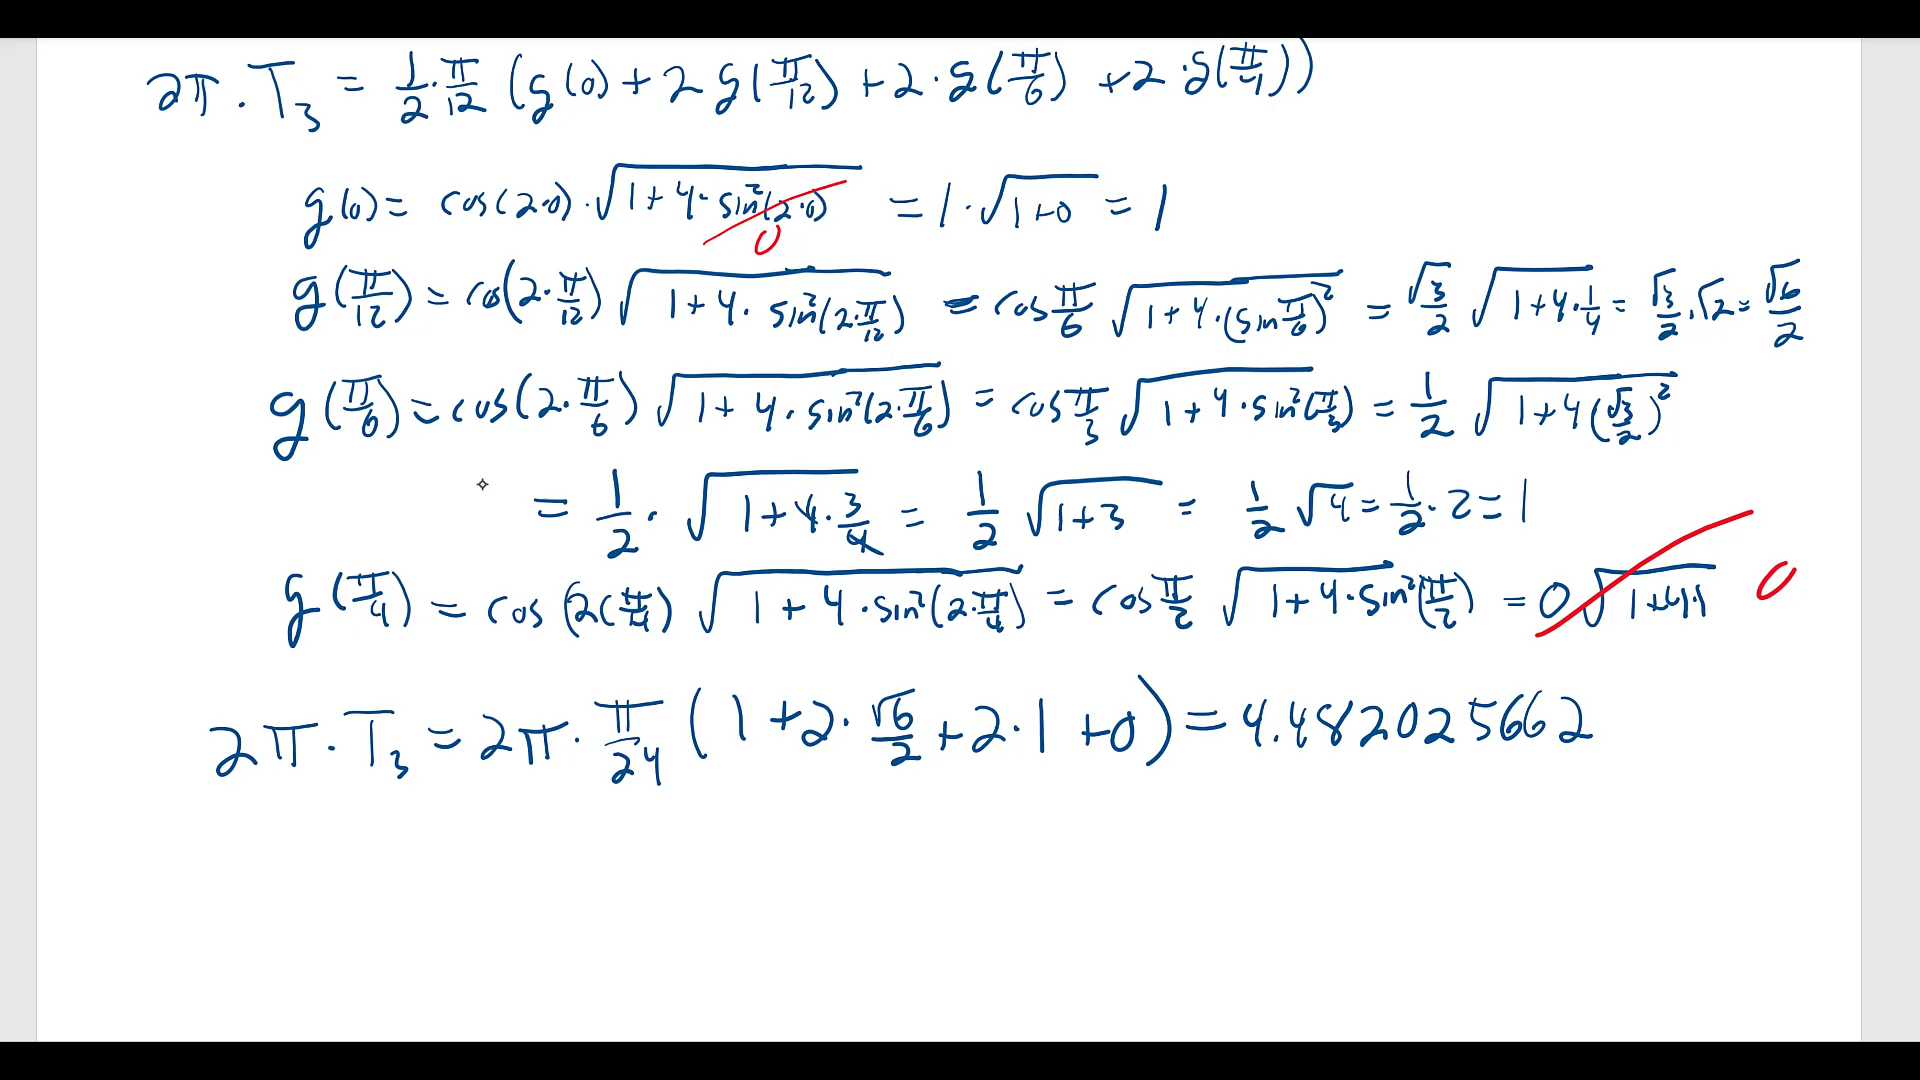 2π · T₃ = 1/2 · π/12 (g(0) + 2 g(π/12) + 2 · g(π/6) + 2 · g(π/4))
g(0) = cos(2·0) · √(1 + 4 · sin²(2·0)) = 1 · √(1+0) = 1
0
g(π/12) = cos(2 · π/12) √(1 + 4 · sin²(2 · π/12)) = cos π/6 √(1 + 4 · (sin π/6)²) = √3/2 √(1 + 4 · 1/4) = √3/2 · √2 = √6/2
g(π/6) = cos(2 · π/6) √(1 + 4 · sin²(2 · π/6)) = cos π/3 √(1 + 4 · sin²(π/3)) = 1/2 √(1 + 4(√3/2)²)
= 1/2 · √(1 + 4 · 3/4) = 1/2 √(1+3) = 1/2 √4 = 1/2 · 2 = 1
g(π/4) = cos(2(π/4)) √(1 + 4 · sin²(2 · π/4)) = cos π/2 √(1 + 4 · sin²(π/2)) = 0 √(1 + 4·1) 0
2π · T₃ = 2π · π/24 (1 + 2 · √6/2 + 2 · 1 + 0) = 4.482025662